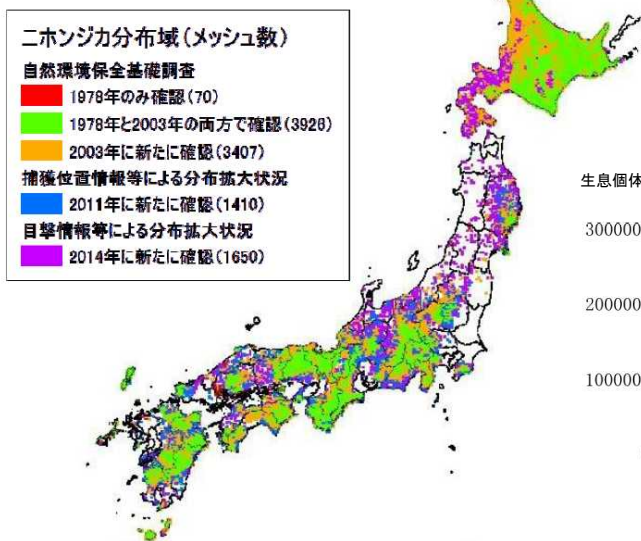 ニホンジカ分布域(メッシュ数)
自然環境保全基礎調査
1978年のみ確認(70)
1978年と2003年の両方で確認(3926)
2003年に新たに確認(3407)
捕獲位置情報等による分布拡大状況
2011年に新たに確認(1410)
目撃情報等による分布拡大状況
2014年に新たに確認(1650)
生息個体
300000
200000
100000